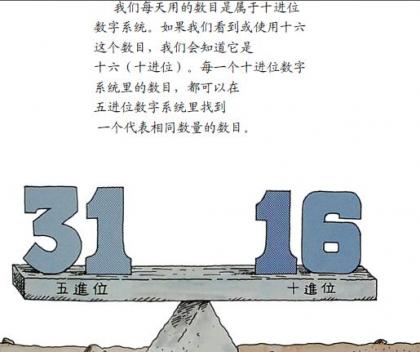 我们每天用的数目是属于十进位
数字系统。如果我们看到或使用十六
这个数目，我们会知道它是
十六（十进位）。每一个十进位数字
系统里的数目，都可以在
五进位数字系统里找到
一个代表相同数量的数目。
31 16
五進位 十進位